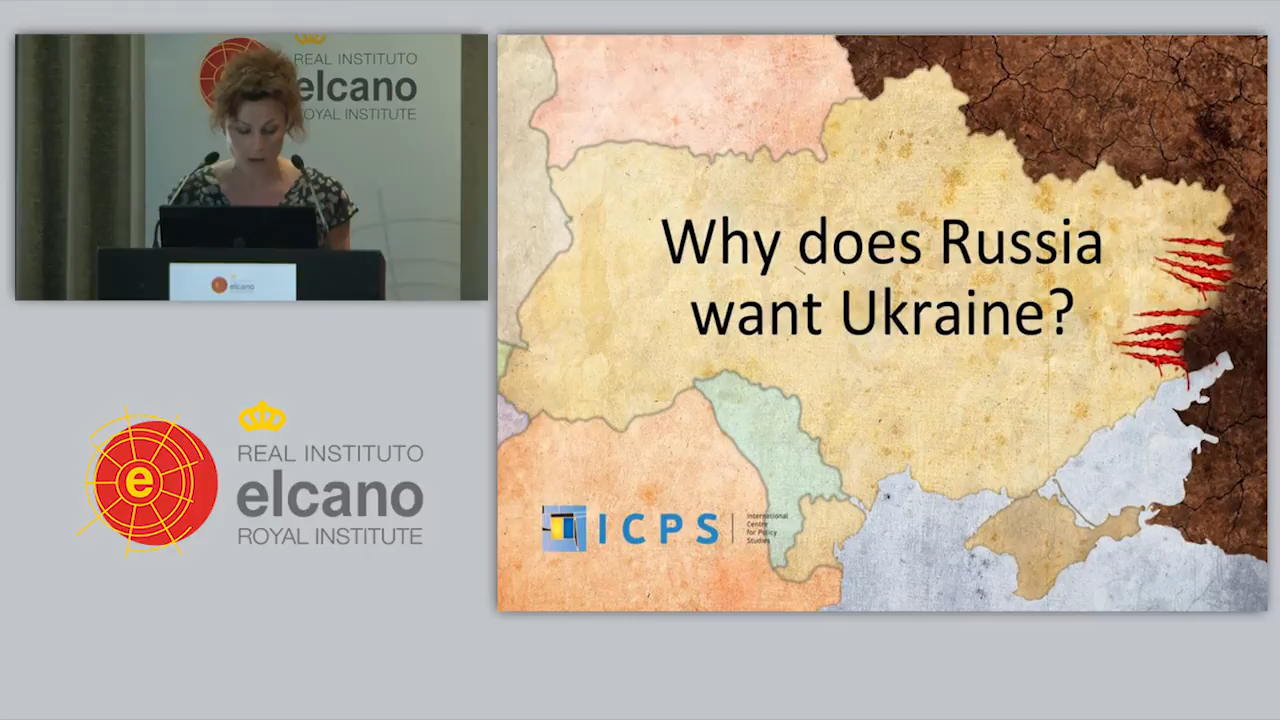 REAL INSTITUTO
elcano
ROYAL INSTITUTE
elcano
REAL INSTITUTO
e
elcano
ROYAL INSTITUTE
Why does Russia
want Ukraine?
ICPS
International
Centre
for Policy
Studies